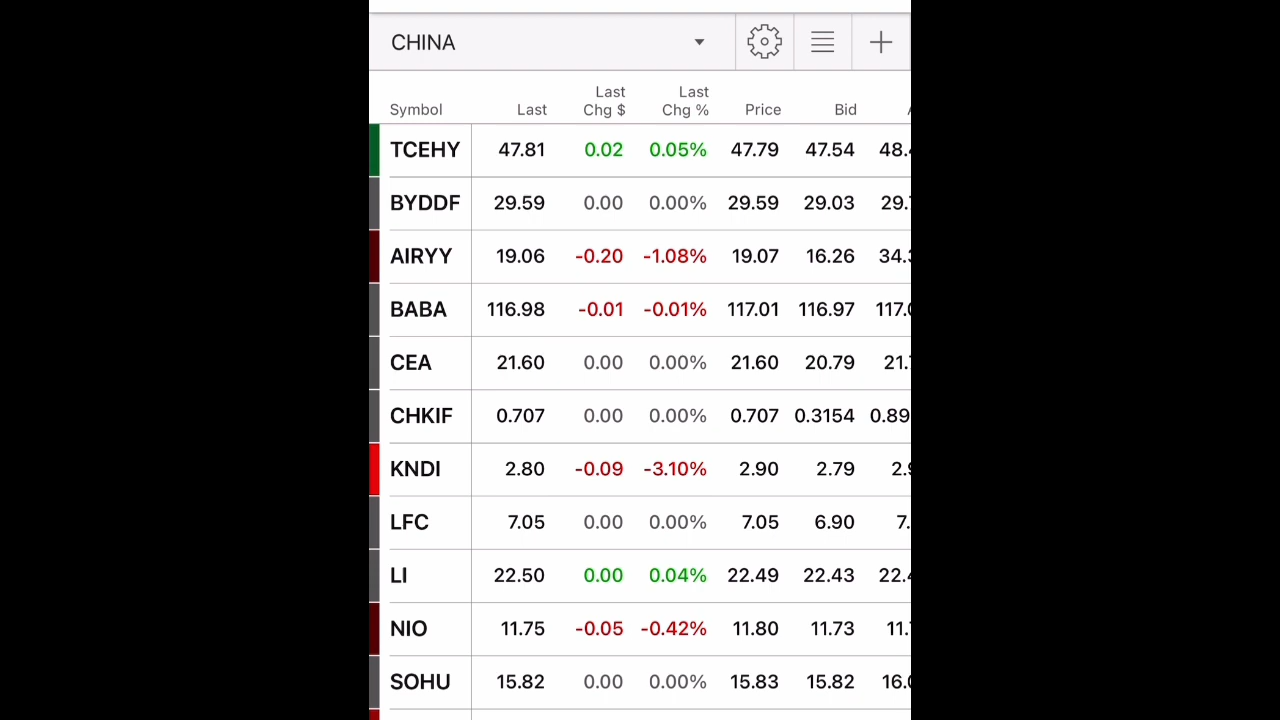 CHINA
Symbol Last Last Chg $ Last Chg % Price Bid
TCEHY 47.81 0.02 0.05% 47.79 47.54
BYDDF 29.59 0.00 0.00% 29.59 29.03
AIRYY 19.06 -0.20 -1.08% 19.07 16.26
BABA 116.98 -0.01 -0.01% 117.01 116.97
CEA 21.60 0.00 0.00% 21.60 20.79
CHKIF 0.707 0.00 0.00% 0.707 0.3154
KNDI 2.80 -0.09 -3.10% 2.90 2.79
LFC 7.05 0.00 0.00% 7.05 6.90
LI 22.50 0.00 0.04% 22.49 22.43
NIO 11.75 -0.05 -0.42% 11.80 11.73
SOHU 15.82 0.00 0.00% 15.83 15.82